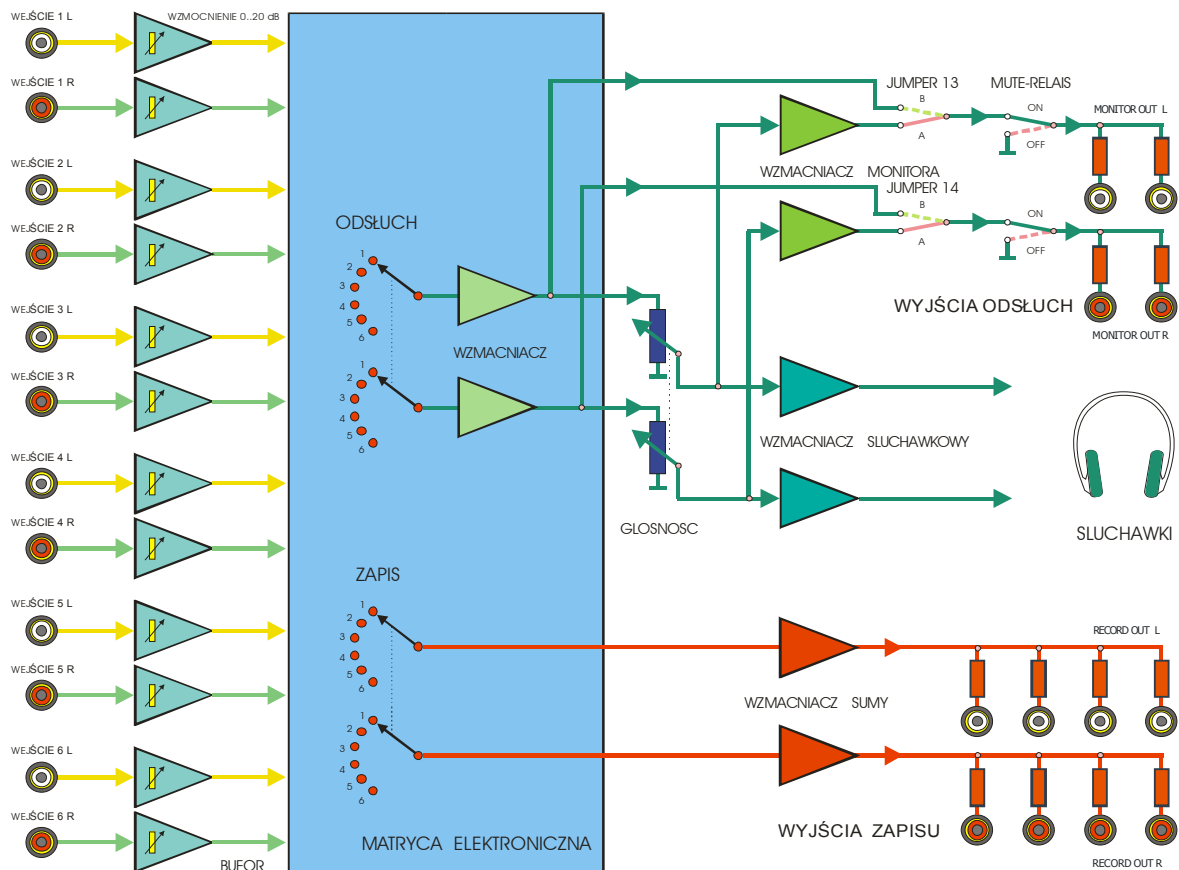 WEJŚCIE 1 L
WZMOCNIENIE 0..20 dB
WEJŚCIE 1 R
WEJŚCIE 2 L
WEJŚCIE 2 R
WEJŚCIE 3 L
WEJŚCIE 3 R
WEJŚCIE 4 L
WEJŚCIE 4 R
WEJŚCIE 5 L
WEJŚCIE 5 R
WEJŚCIE 6 L
WEJŚCIE 6 R
BUFOR
ODSŁUCH
1
2
3
4
5
6
1
2
3
4
5
6
WZMACNIACZ
ZAPIS
1
2
3
4
5
6
1
2
3
4
5
6
MATRYCA ELEKTRONICZNA
JUMPER 13
B
A
MUTE-RELAIS
ON
OFF
MONITOR OUT L
WZMACNIACZ MONITORA
JUMPER 14
B
A
ON
OFF
WYJŚCIA ODSŁUCH
MONITOR OUT R
WZMACNIACZ SLUCHAWKOWY
GLOSNOSC
SLUCHAWKI
RECORD OUT L
WZMACNIACZ SUMY
WYJŚCIA ZAPISU
RECORD OUT R